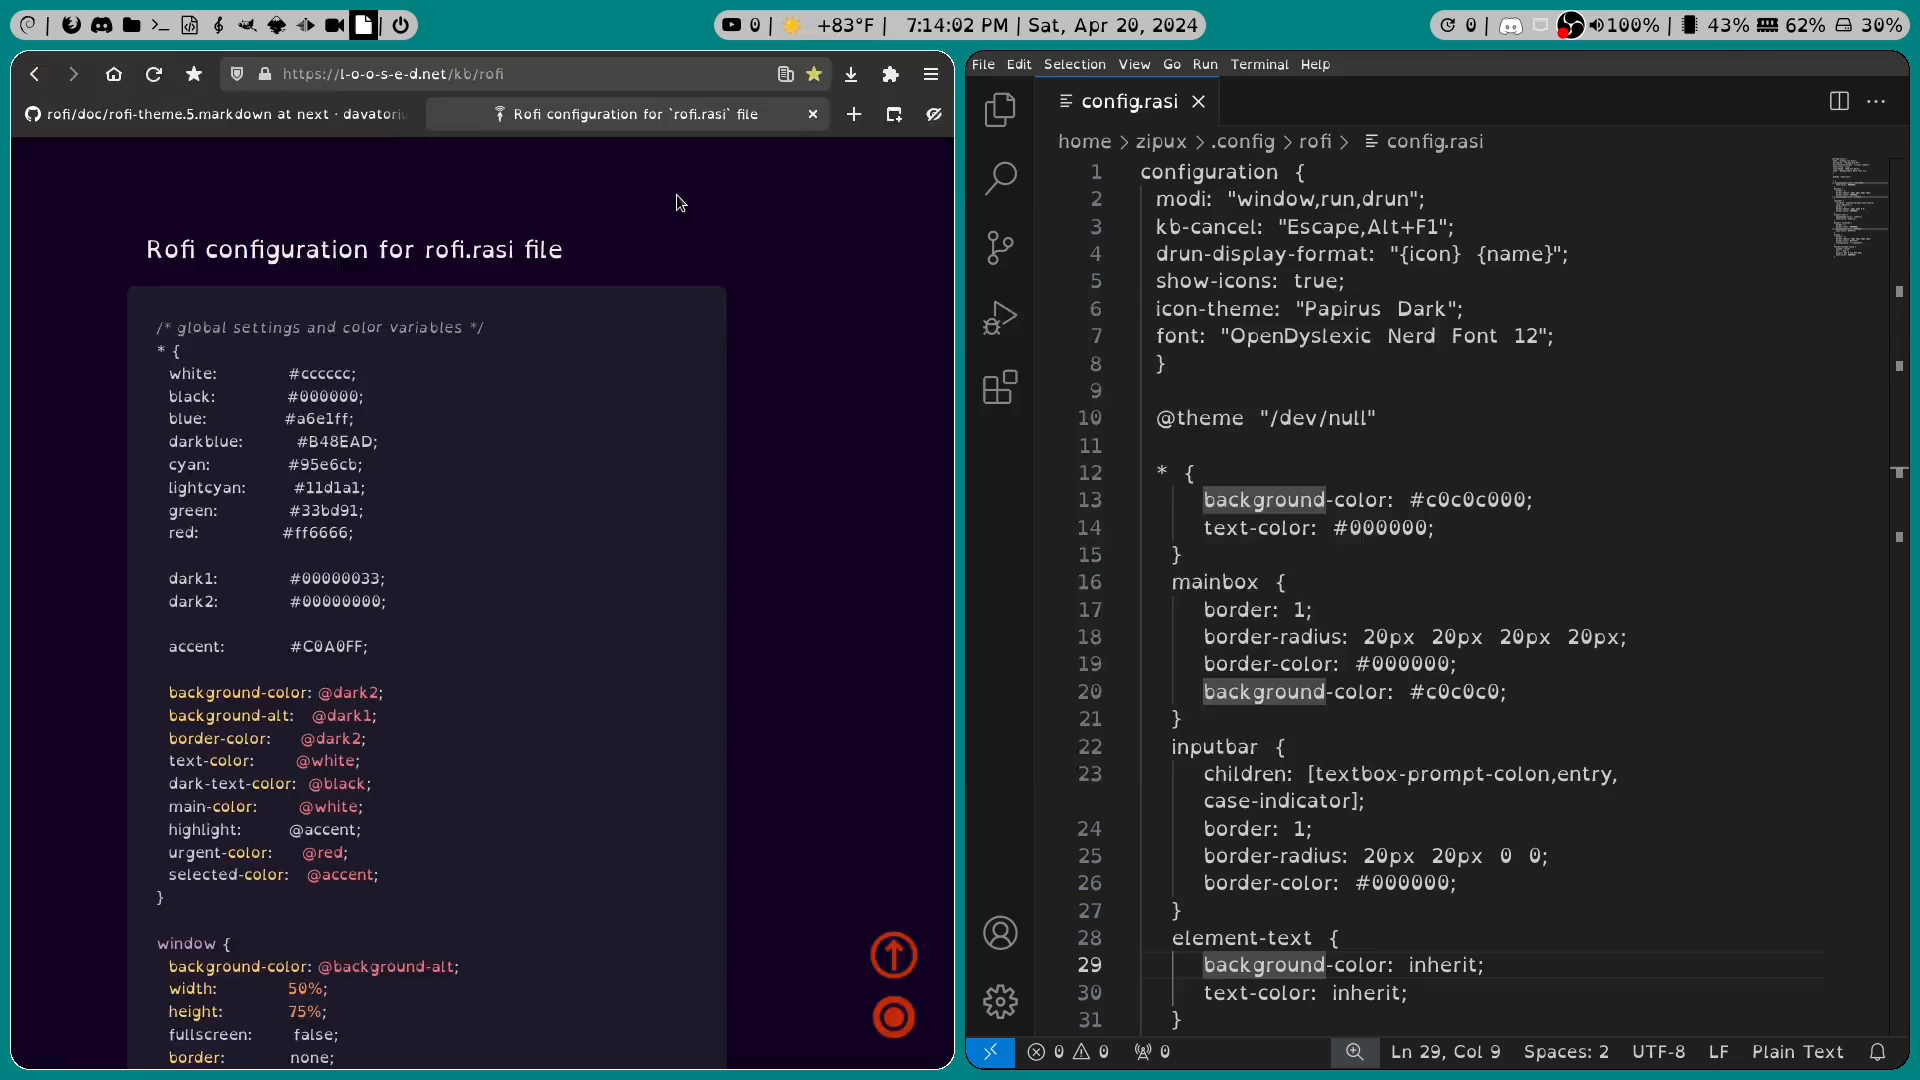 0 | +83°F | 7:14:02 PM | Sat, Apr 20, 2024
0 | 100% | 43% 62% 30%
https://l-o-o-s-e-d.net/kb/rofi
rofi/doc/rofi-theme.5.markdown at next · davatori
Rofi configuration for `rofi.rasi` file
Rofi configuration for rofi.rasi file
/* global settings and color variables */
* {
white: #cccccc;
black: #000000;
blue: #a6e1ff;
darkblue: #B48EAD;
cyan: #95e6cb;
lightcyan: #11d1a1;
green: #33bd91;
red: #ff6666;
dark1: #00000033;
dark2: #00000000;
accent: #C0A0FF;
background-color: @dark2;
background-alt: @dark1;
border-color: @dark2;
text-color: @white;
dark-text-color: @black;
main-color: @white;
highlight: @accent;
urgent-color: @red;
selected-color: @accent;
}
window {
background-color: @background-alt;
width: 50%;
height: 75%;
fullscreen: false;
border: none;
File Edit Selection View Go Run Terminal Help
config.rasi
home > zipux > .config > rofi > config.rasi
1 configuration {
2 modi: "window,run,drun";
3 kb-cancel: "Escape,Alt+F1";
4 drun-display-format: "{icon} {name}";
5 show-icons: true;
6 icon-theme: "Papirus Dark";
7 font: "OpenDyslexic Nerd Font 12";
8 }
9
10 @theme "/dev/null"
11
12 * {
13 background-color: #c0c0c000;
14 text-color: #000000;
15 }
16 mainbox {
17 border: 1;
18 border-radius: 20px 20px 20px 20px;
19 border-color: #000000;
20 background-color: #c0c0c0;
21 }
22 inputbar {
23 children: [textbox-prompt-colon,entry,
case-indicator];
24 border: 1;
25 border-radius: 20px 20px 0 0;
26 border-color: #000000;
27 }
28 element-text {
29 background-color: inherit;
30 text-color: inherit;
31 }
0 0 0 Ln 29, Col 9 Spaces: 2 UTF-8 LF Plain Text